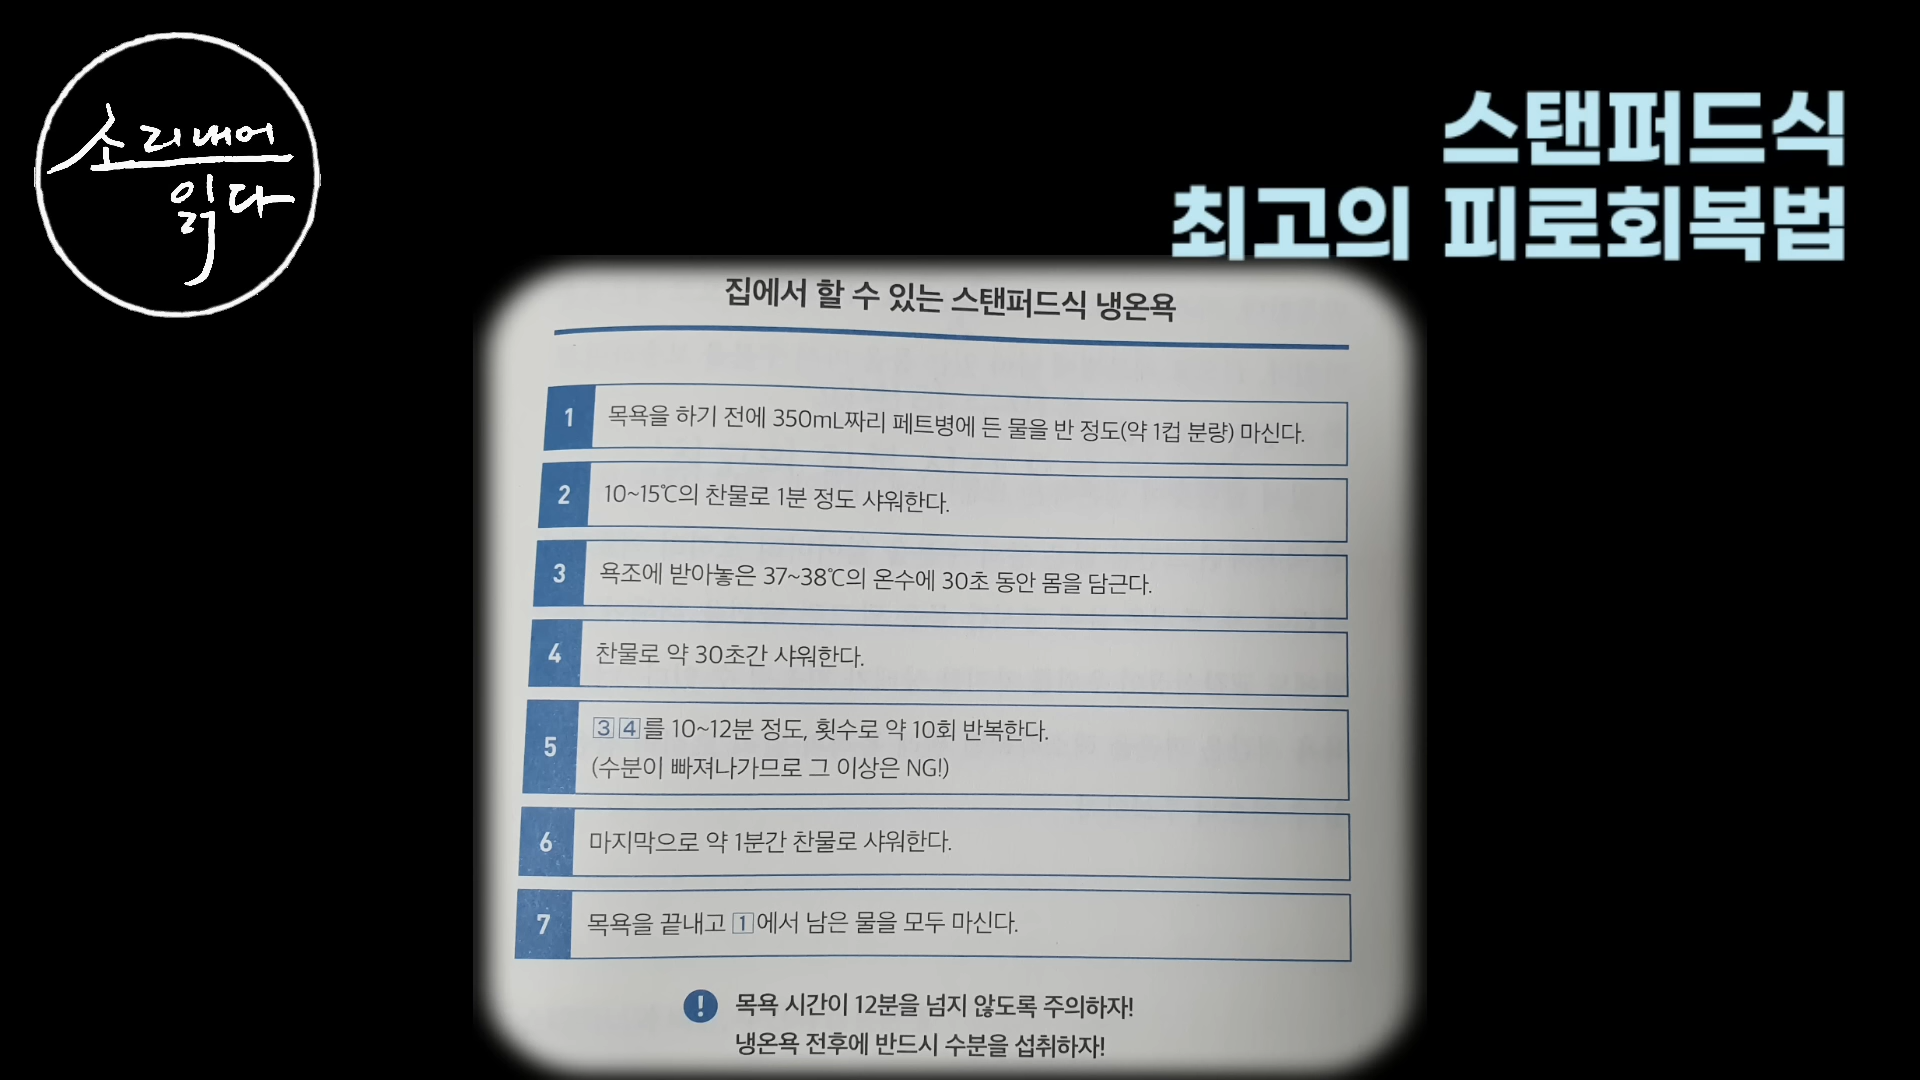 소리내어
읽다
스탠퍼드식
최고의 피로회복법
집에서 할 수 있는 스탠퍼드식 냉온욕
1 목욕을 하기 전에 350mL짜리 페트병에 든 물을 반 정도(약 1컵 분량) 마신다.
2 10~15℃의 찬물로 1분 정도 샤워한다.
3 욕조에 받아놓은 37~38℃의 온수에 30초 동안 몸을 담근다.
4 찬물로 약 30초간 샤워한다.
5 3 4를 10~12분 정도, 횟수로 약 10회 반복한다.
(수분이 빠져나가므로 그 이상은 NG!)
6 마지막으로 약 1분간 찬물로 샤워한다.
7 목욕을 끝내고 1에서 남은 물을 모두 마신다.
! 목욕 시간이 12분을 넘지 않도록 주의하자!
냉온욕 전후에 반드시 수분을 섭취하자!